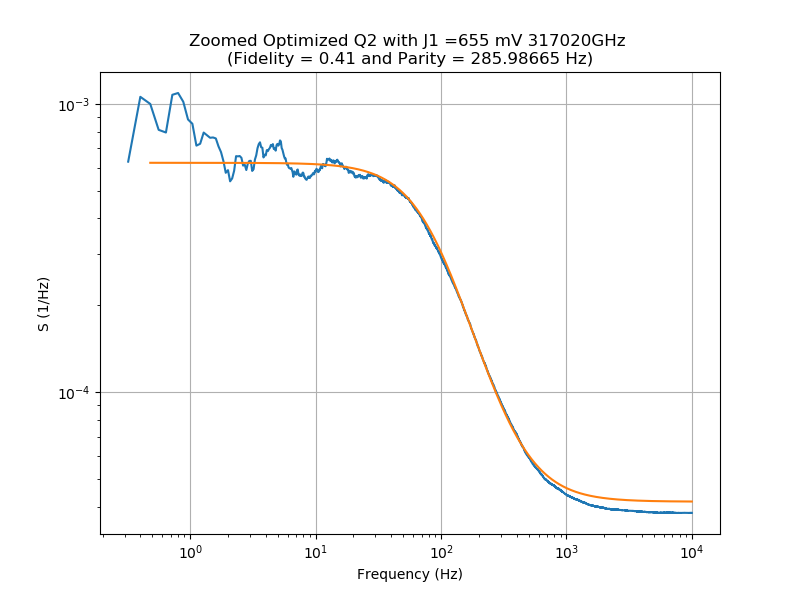 Zoomed Optimized Q2 with J1 =655 mV 317020GHz
(Fidelity = 0.41 and Parity = 285.98665 Hz)
10⁻³
10⁻⁴
S (1/Hz)
10⁰ 10¹ 10² 10³ 10⁴
Frequency (Hz)